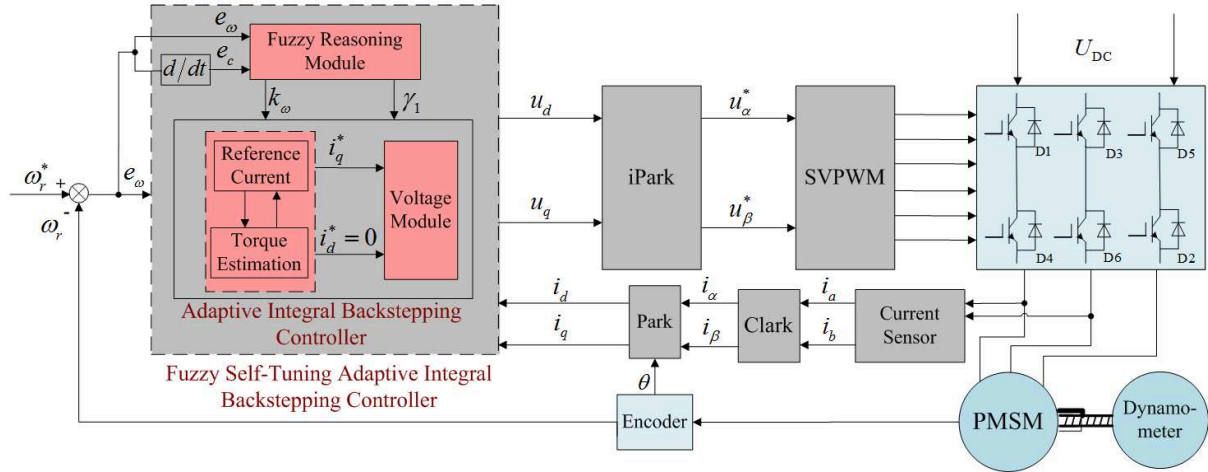 e_ω
d/dt
e_c
Fuzzy Reasoning
Module
k_ω
γ_1
Reference
Current
Torque
Estimation
i_q^*
i_d^* = 0
Voltage
Module
Adaptive Integral Backstepping
Controller
Fuzzy Self-Tuning Adaptive Integral
Backstepping Controller
ω_r^* +
ω_r -
e_ω
u_d
u_q
iPark
u_α^*
u_β^*
SVPWM
U_DC
D1
D3
D5
D4
D6
D2
i_d
i_q
Park
i_α
i_β
Clark
i_a
i_b
Current
Sensor
θ
Encoder
PMSM
Dynamo-
meter